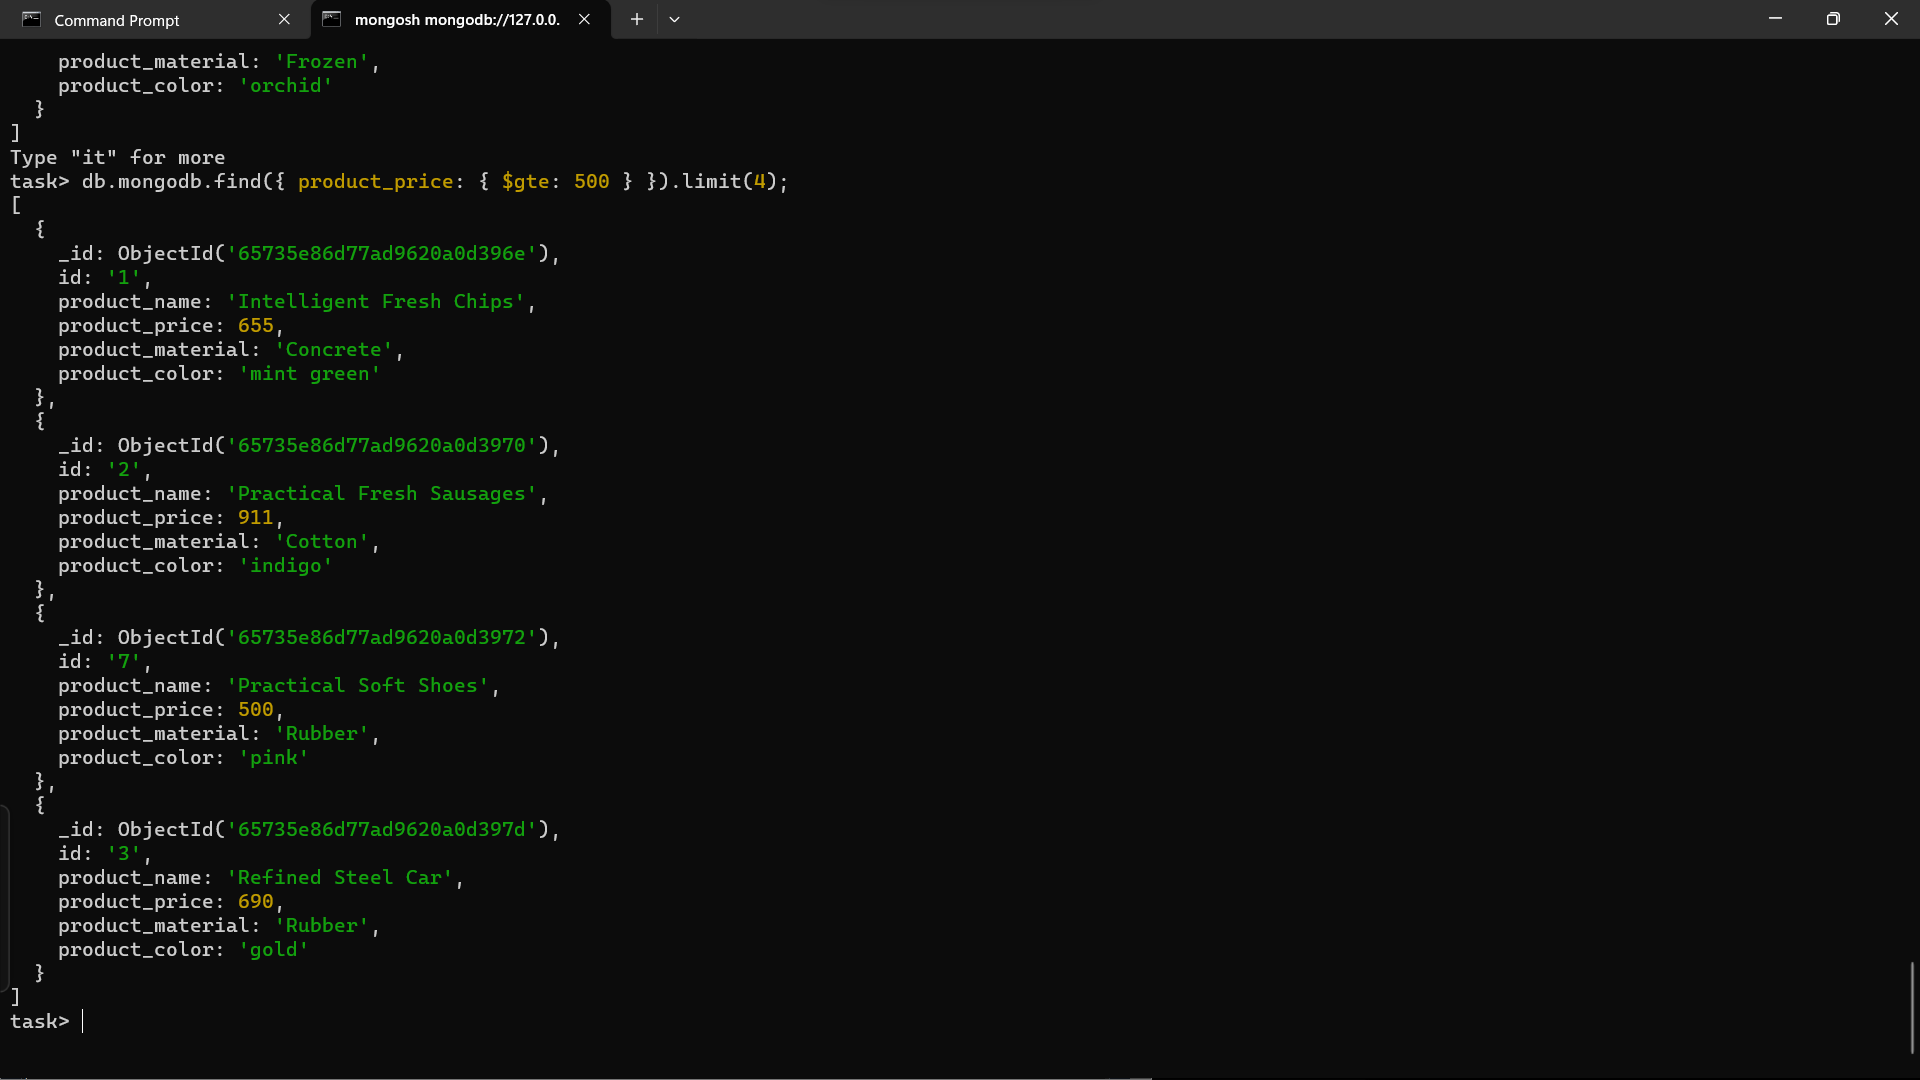 Command Prompt
mongosh mongodb://127.0.0.
    product_material: 'Frozen',
    product_color: 'orchid'
  }
]
Type "it" for more
task> db.mongodb.find({ product_price: { $gte: 500 } }).limit(4);
[
  {
    _id: ObjectId('65735e86d77ad9620a0d396e'),
    id: '1',
    product_name: 'Intelligent Fresh Chips',
    product_price: 655,
    product_material: 'Concrete',
    product_color: 'mint green'
  },
  {
    _id: ObjectId('65735e86d77ad9620a0d3970'),
    id: '2',
    product_name: 'Practical Fresh Sausages',
    product_price: 911,
    product_material: 'Cotton',
    product_color: 'indigo'
  },
  {
    _id: ObjectId('65735e86d77ad9620a0d3972'),
    id: '7',
    product_name: 'Practical Soft Shoes',
    product_price: 500,
    product_material: 'Rubber',
    product_color: 'pink'
  },
  {
    _id: ObjectId('65735e86d77ad9620a0d397d'),
    id: '3',
    product_name: 'Refined Steel Car',
    product_price: 690,
    product_material: 'Rubber',
    product_color: 'gold'
  }
]
task>